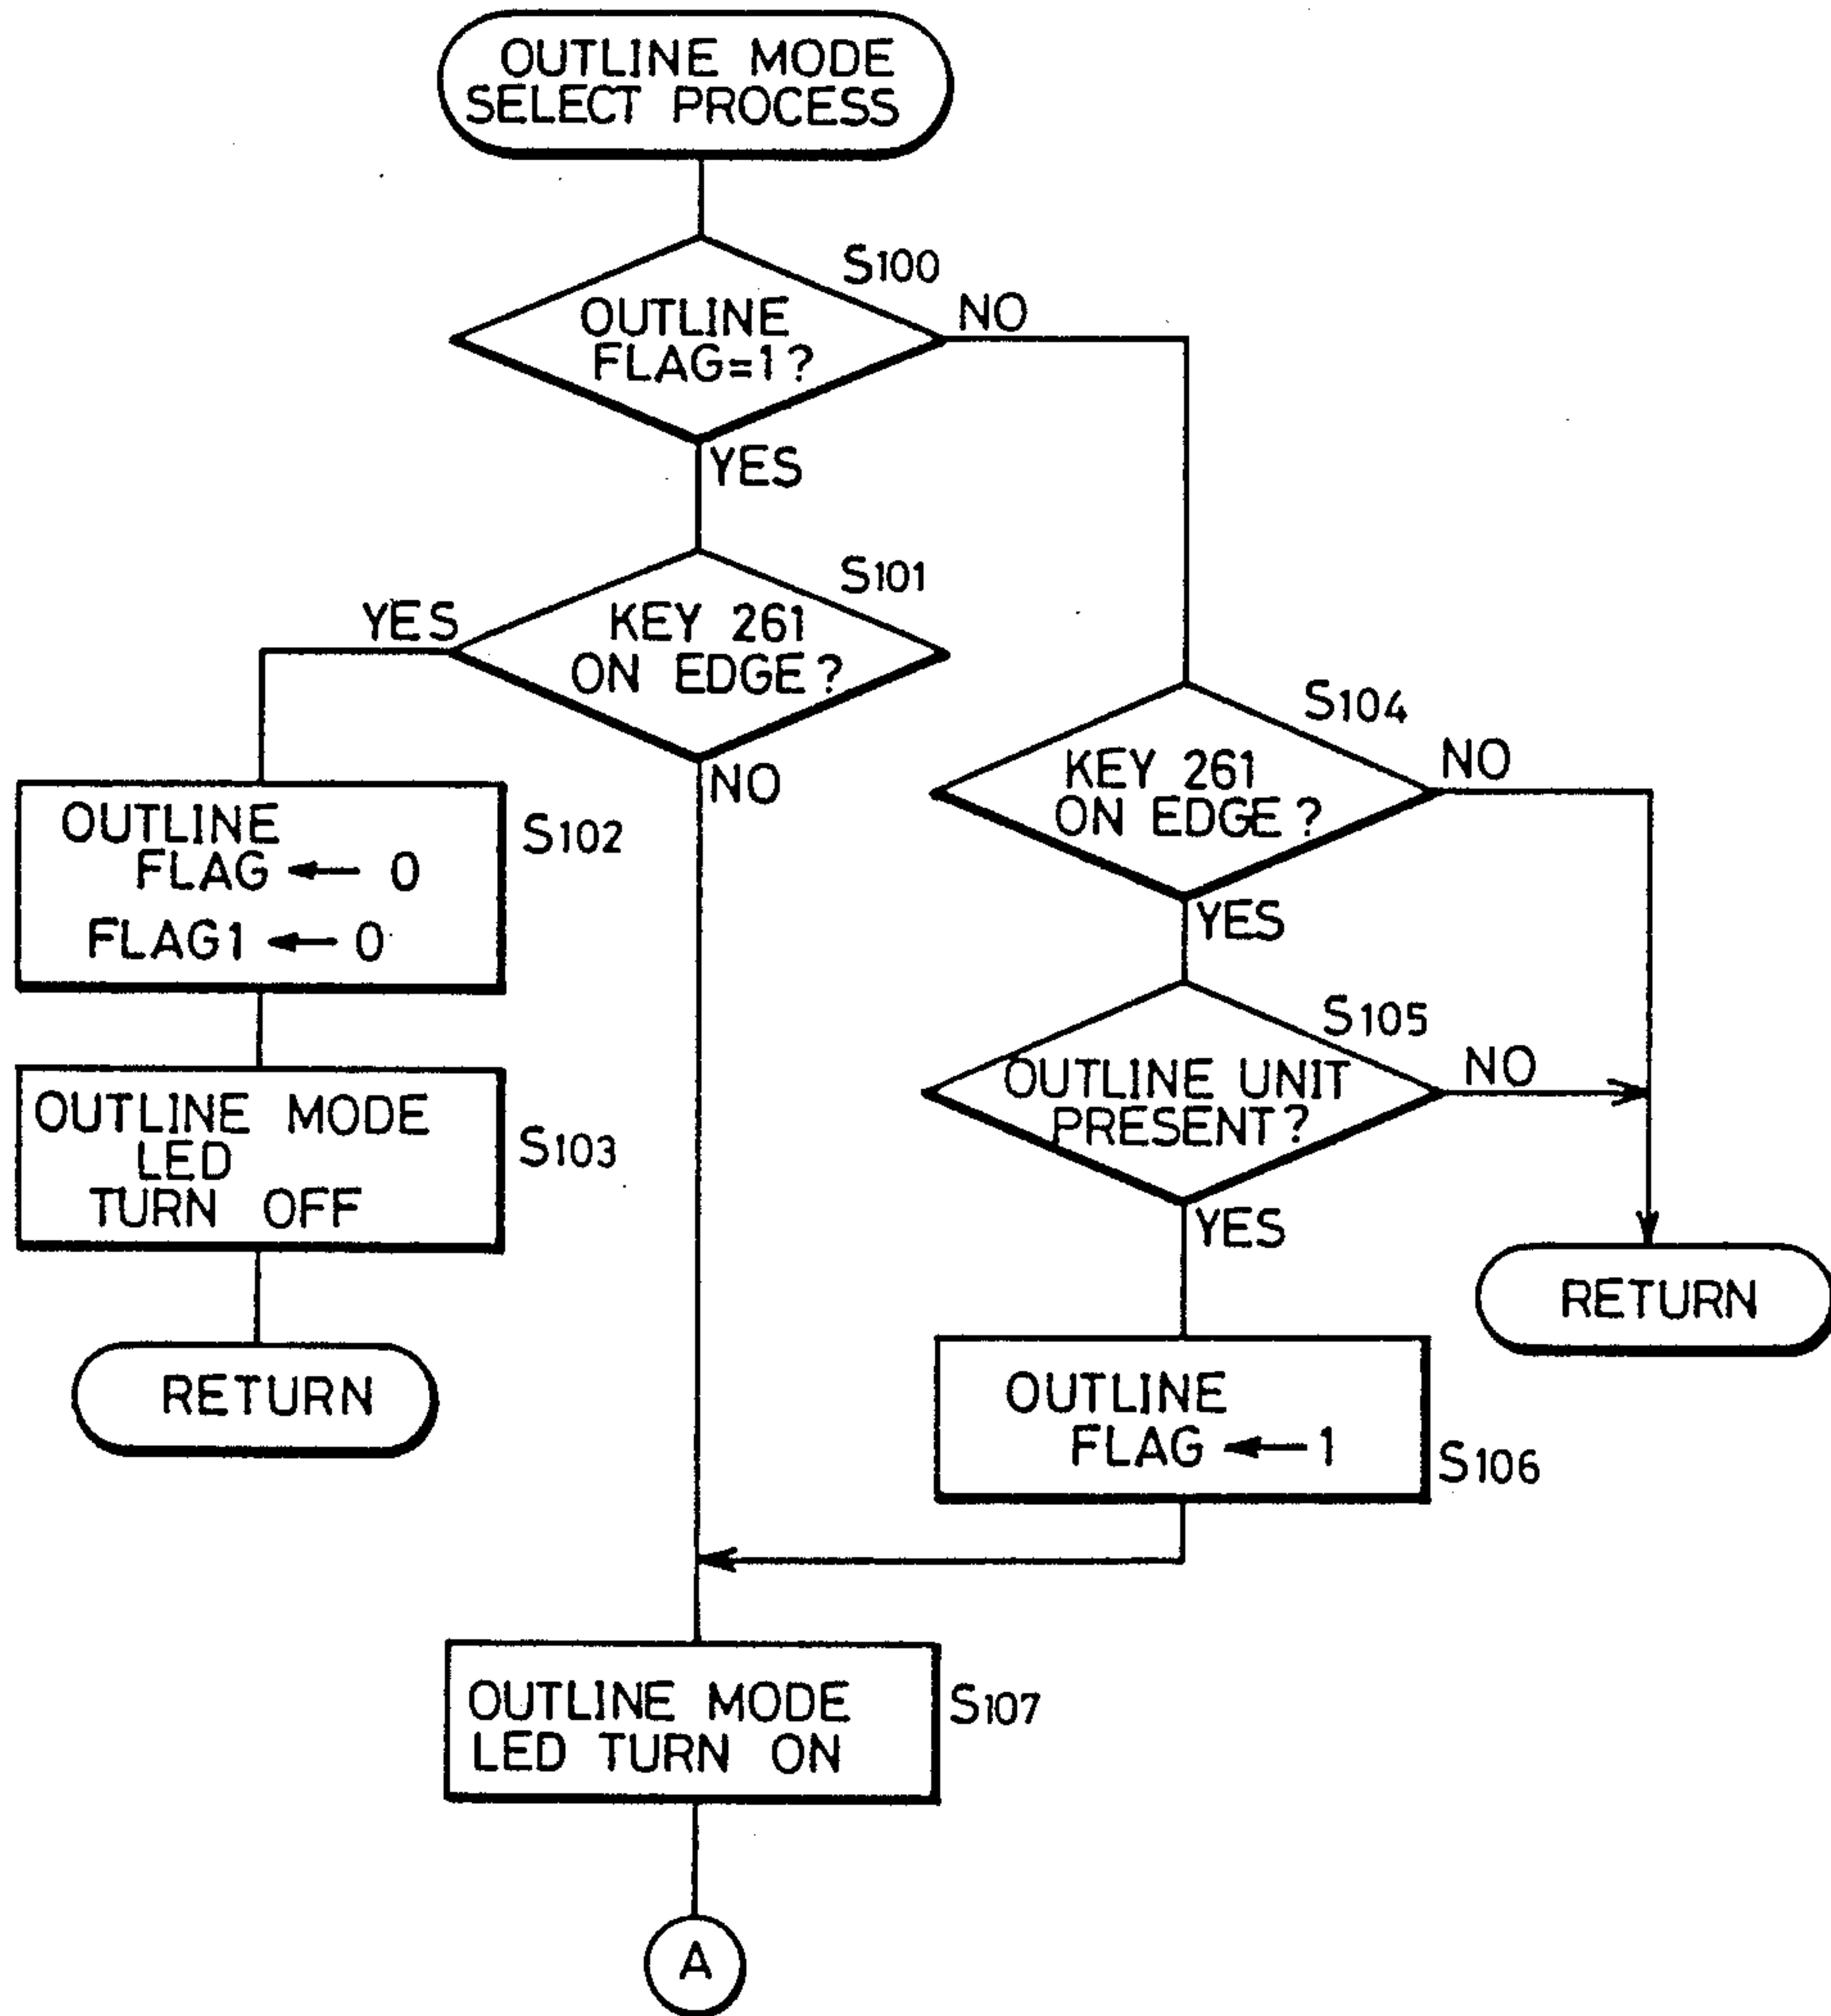 OUTLINE MODE
SELECT PROCESS
S100
OUTLINE
FLAG=1?
NO
YES
S101
YES
KEY 261
ON EDGE?
NO
S104
KEY 261
ON EDGE?
NO
YES
OUTLINE
FLAG ← 0
FLAG1 ← 0
S102
S105
OUTLINE UNIT
PRESENT?
NO
YES
OUTLINE MODE
LED
TURN OFF
S103
RETURN
RETURN
OUTLINE
FLAG ← 1
S106
OUTLINE MODE
LED TURN ON
S107
A